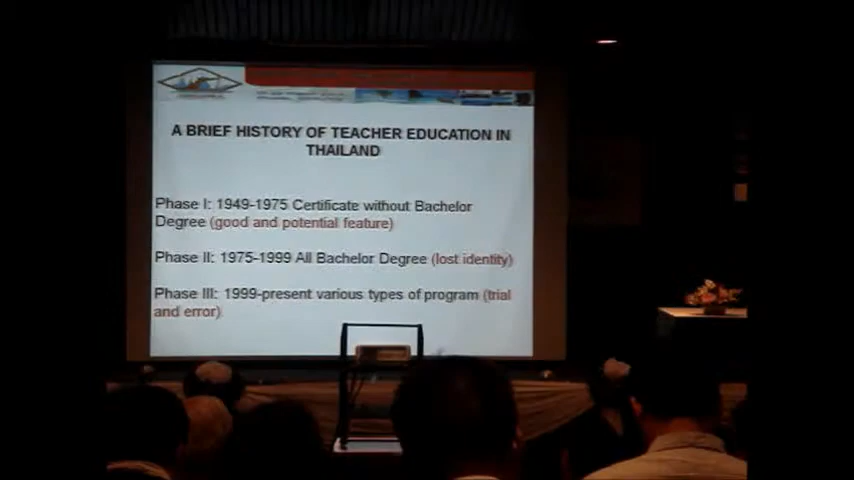 A BRIEF HISTORY OF TEACHER EDUCATION IN
THAILAND
Phase I: 1949-1975 Certificate without Bachelor
Degree (good and potential feature)
Phase II: 1975-1999 All Bachelor Degree (lost identity)
Phase III: 1999-present various types of program (trial
and error)